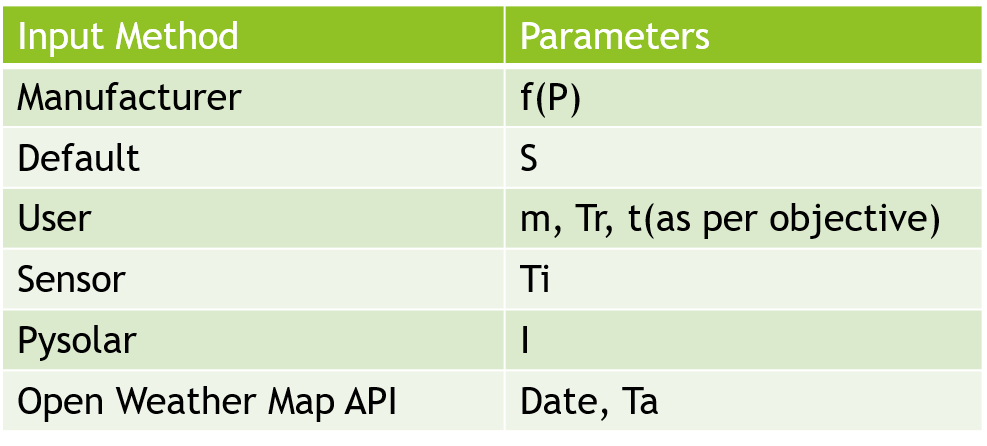 Input Method Parameters
Manufacturer f(P)
Default S
User m, Tr, t(as per objective)
Sensor Ti
Pysolar I
Open Weather Map API Date, Ta